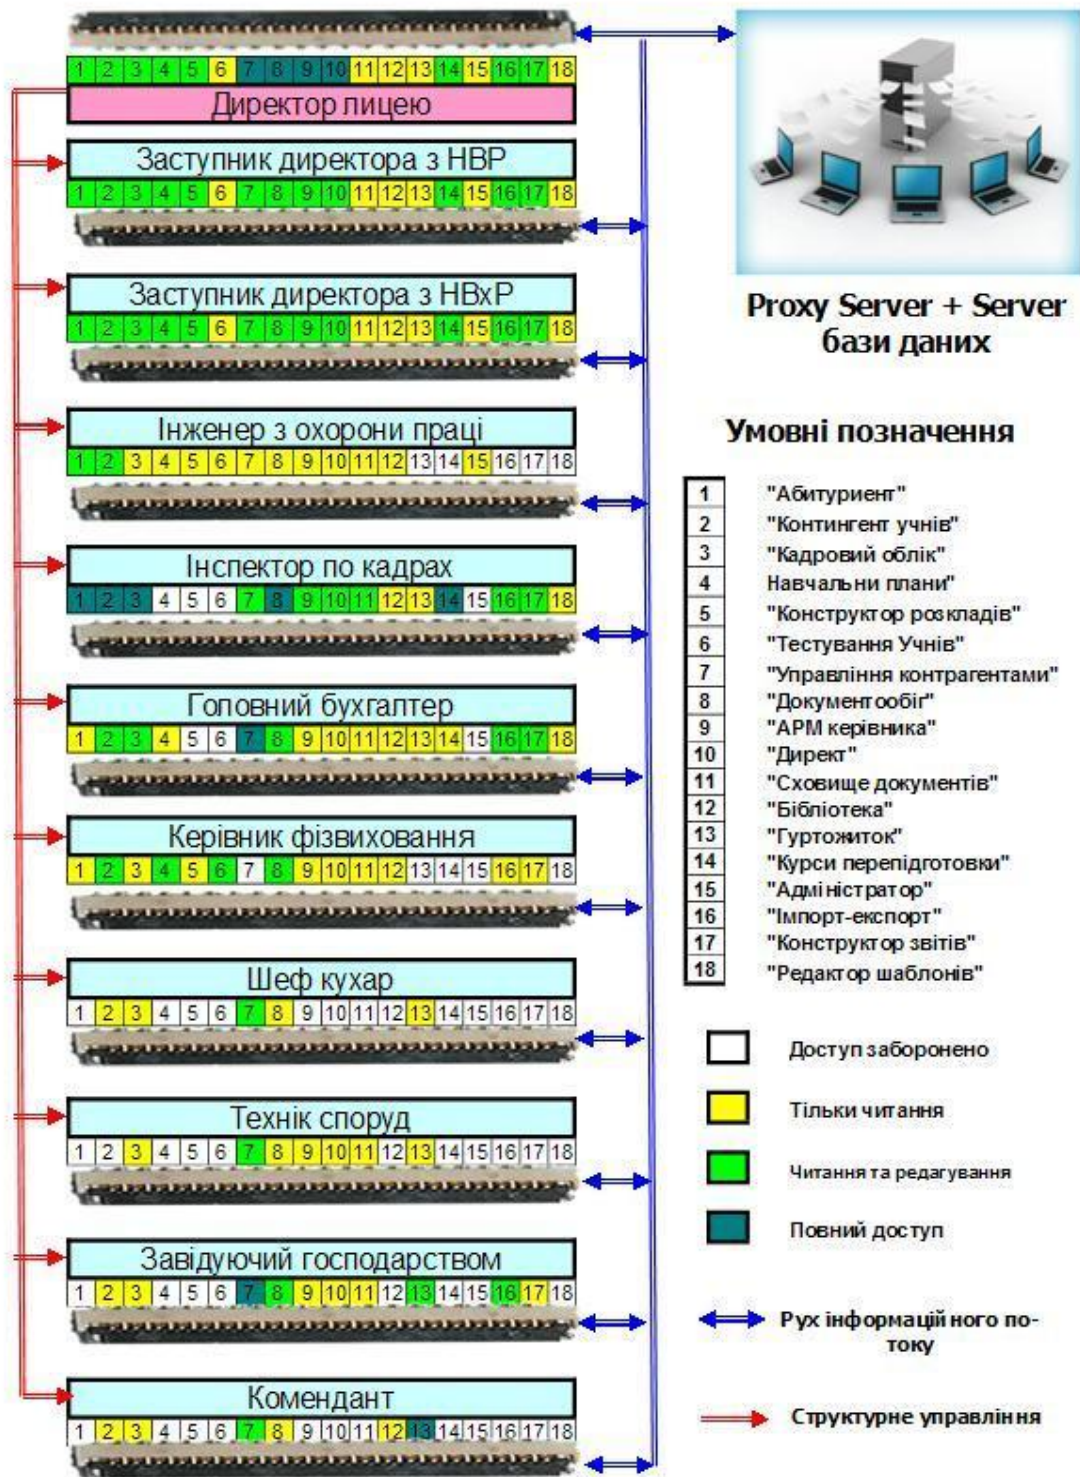 1 2 3 4 5 6 7 8 9 10 11 12 13 14 15 16 17 18
Директор лицею
Заступник директора з НВР
1 2 3 4 5 6 7 8 9 10 11 12 13 14 15 16 17 18
Заступник директора з НВхР
1 2 3 4 5 6 7 8 9 10 11 12 13 14 15 16 17 18
Інженер з охорони праці
1 2 3 4 5 6 7 8 9 10 11 12 13 14 15 16 17 18
Інспектор по кадрах
1 2 3 4 5 6 7 8 9 10 11 12 13 14 15 16 17 18
Головний бухгалтер
1 2 3 4 5 6 7 8 9 10 11 12 13 14 15 16 17 18
Керівник фізвиховання
1 2 3 4 5 6 7 8 9 10 11 12 13 14 15 16 17 18
Шеф кухар
1 2 3 4 5 6 7 8 9 10 11 12 13 14 15 16 17 18
Технік споруд
1 2 3 4 5 6 7 8 9 10 11 12 13 14 15 16 17 18
Завідуючий господарством
1 2 3 4 5 6 7 8 9 10 11 12 13 14 15 16 17 18
Комендант
1 2 3 4 5 6 7 8 9 10 11 12 13 14 15 16 17 18
Proxy Server + Server
бази даних
Умовні позначення
1 "Абитуриент"
2 "Контингент учнів"
3 "Кадровий облік"
4 Навчальни плани"
5 "Конструктор розкладів"
6 "Тестування Учнів"
7 "Управління контрагентами"
8 "Документообіг"
9 "АРМ керівника"
10 "Директ"
11 "Сховище документів"
12 "Бібліотека"
13 "Гуртожиток"
14 "Курси перепідготовки"
15 "Адміністратор"
16 "Імпорт-експорт"
17 "Конструктор звітів"
18 "Редактор шаблонів"
Доступ заборонено
Тільки читання
Читання та редагування
Повний доступ
Рух інформаційного по-
току
Структурне управління